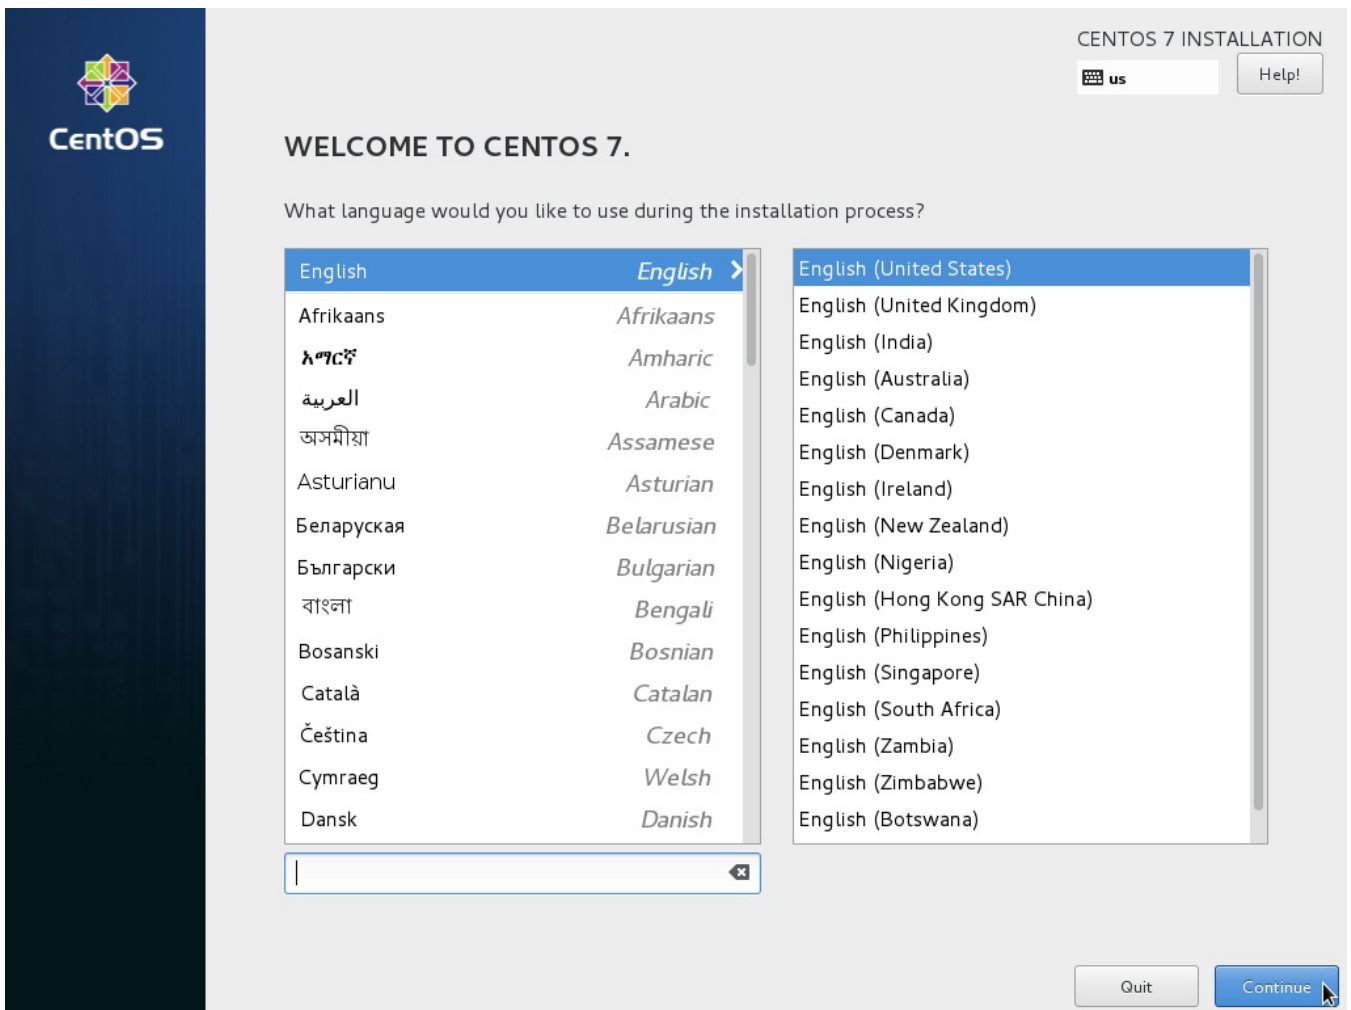 CentOS
CENTOS 7 INSTALLATION
us
Help!
WELCOME TO CENTOS 7.
What language would you like to use during the installation process?
English English
Afrikaans Afrikaans
አማርኛ Amharic
العربية Arabic
অসমীয়া Assamese
Asturianu Asturian
Беларуская Belarusian
Български Bulgarian
বাংলা Bengali
Bosanski Bosnian
Català Catalan
Čeština Czech
Cymraeg Welsh
Dansk Danish
English (United States)
English (United Kingdom)
English (India)
English (Australia)
English (Canada)
English (Denmark)
English (Ireland)
English (New Zealand)
English (Nigeria)
English (Hong Kong SAR China)
English (Philippines)
English (Singapore)
English (South Africa)
English (Zambia)
English (Zimbabwe)
English (Botswana)
Quit
Continue